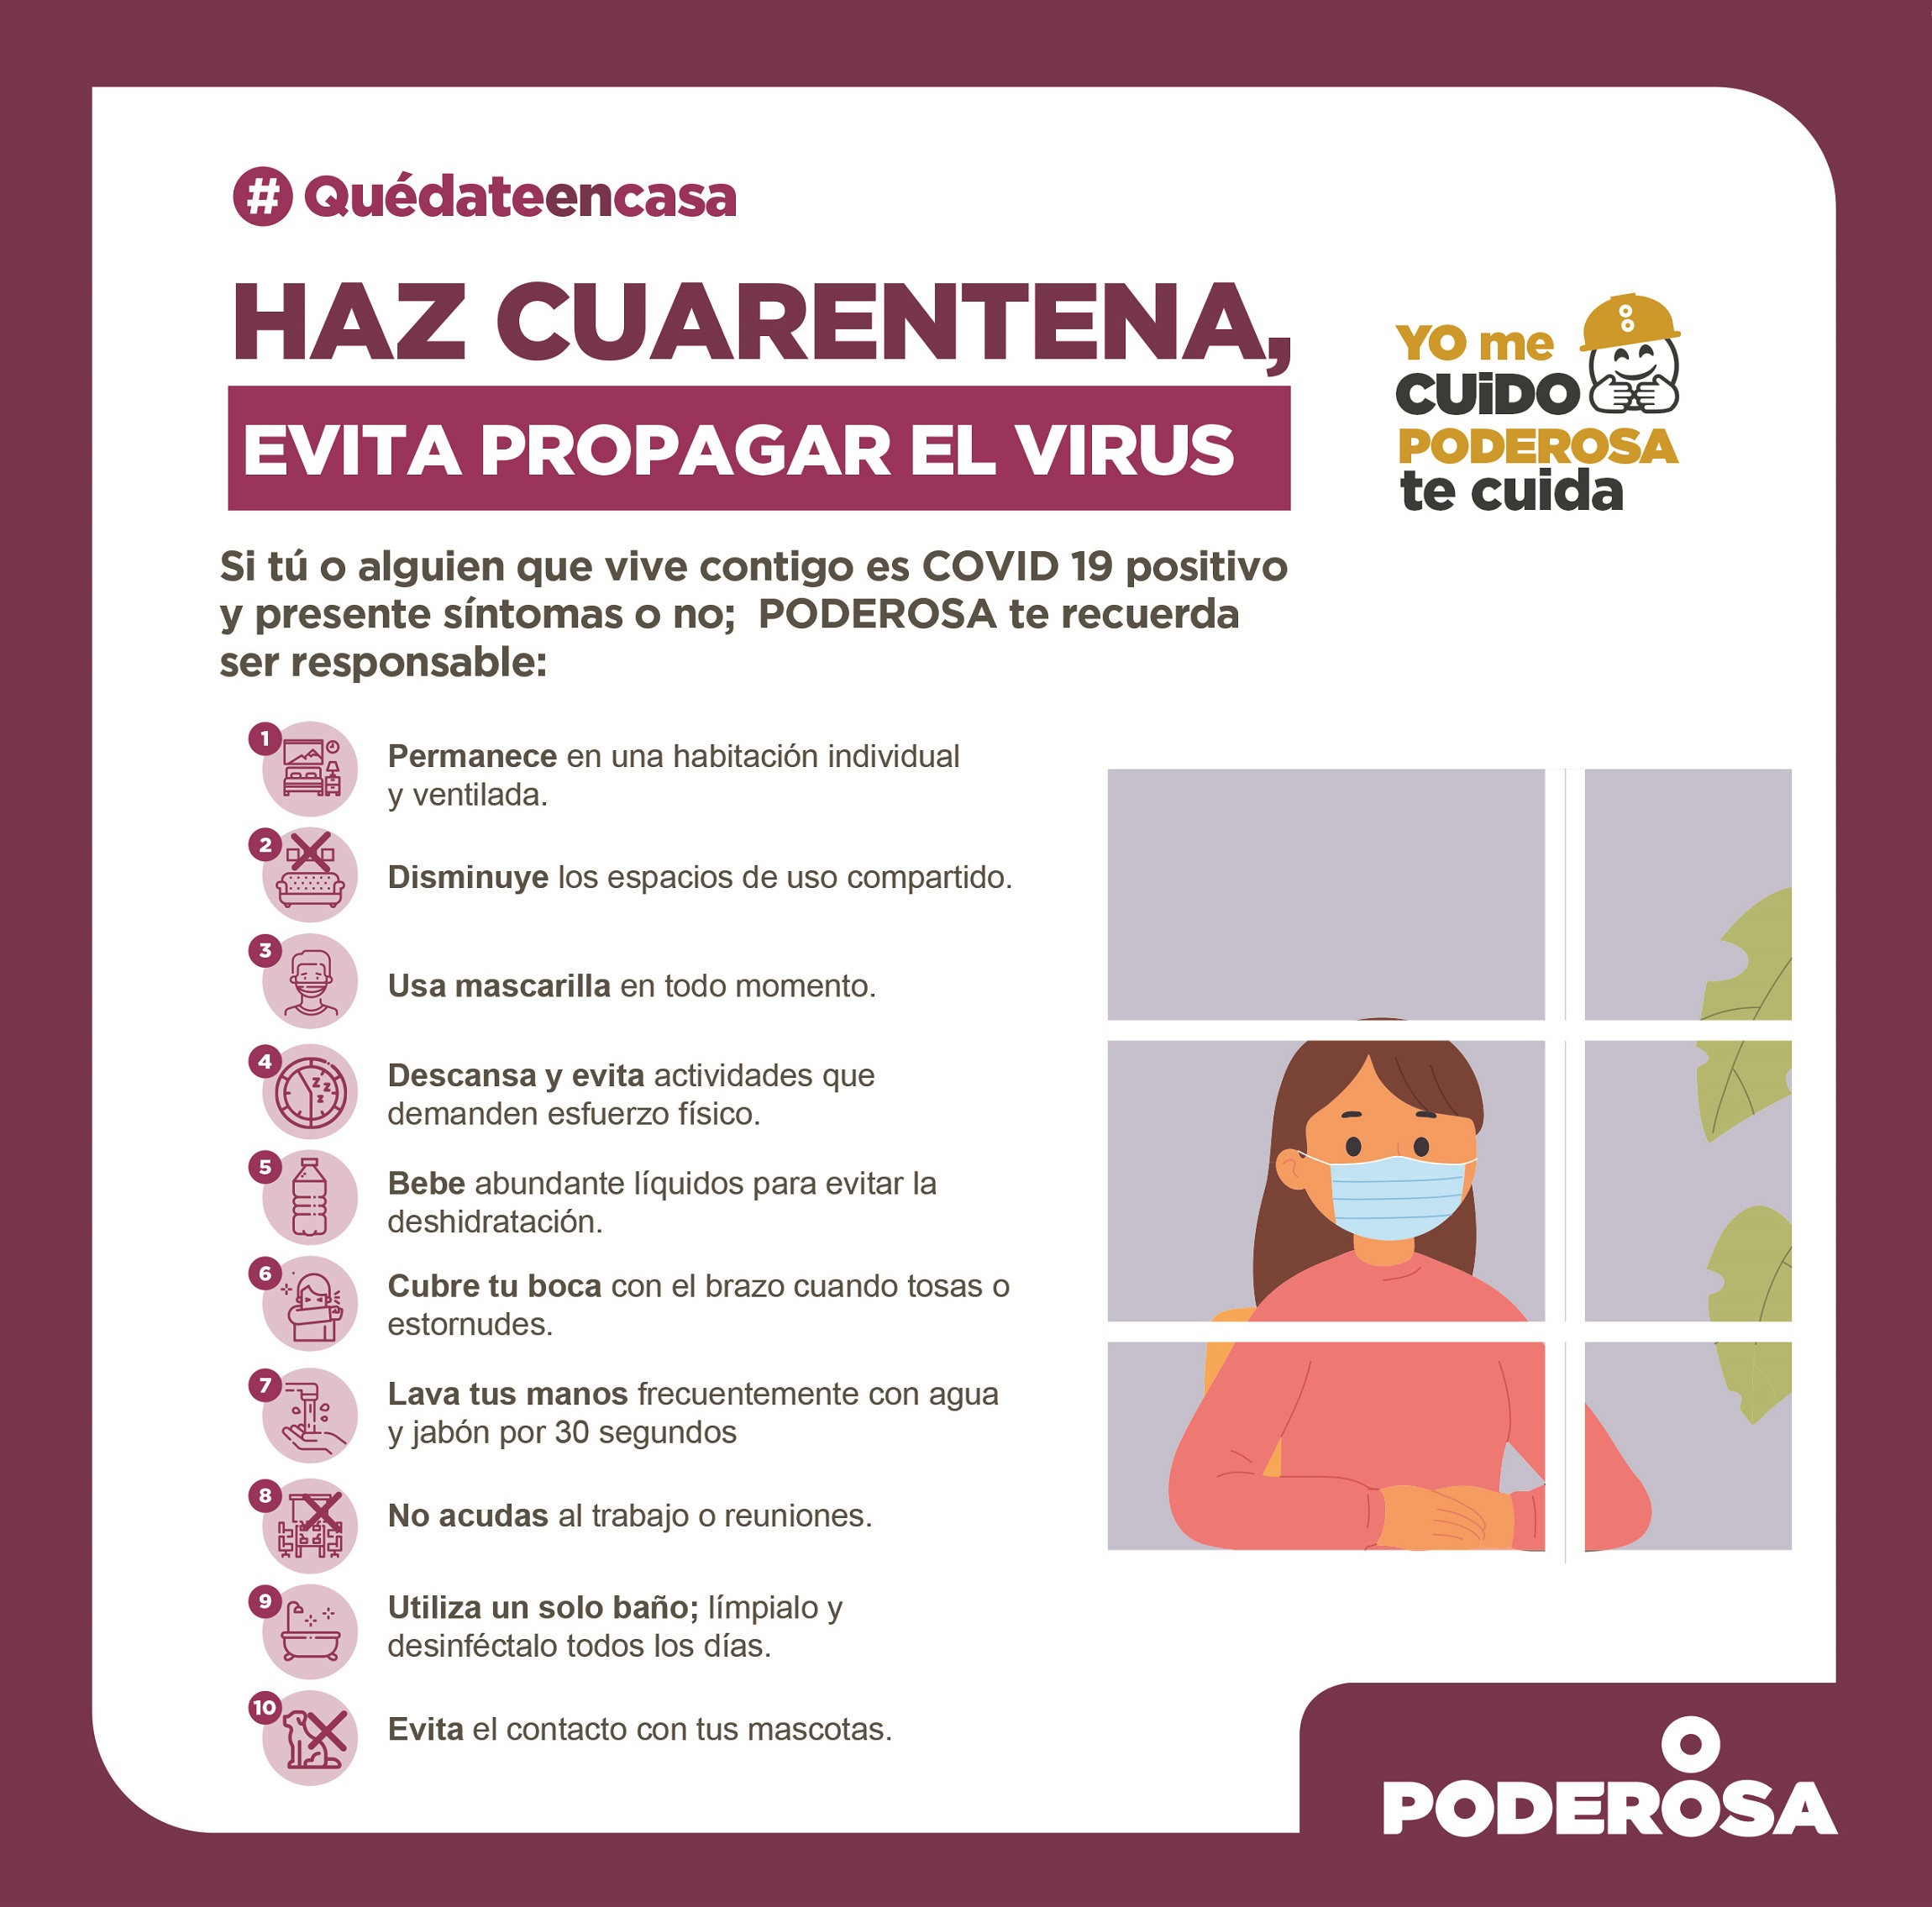 # Quédateencasa
HAZ CUARENTENA,
EVITA PROPAGAR EL VIRUS
YO me
CUiDO
PODEROSA
te cuida
Si tú o alguien que vive contigo es COVID 19 positivo
y presente síntomas o no; PODEROSA te recuerda
ser responsable:
1 Permanece en una habitación individual
y ventilada.
2 Disminuye los espacios de uso compartido.
3 Usa mascarilla en todo momento.
4 Descansa y evita actividades que
demanden esfuerzo físico.
5 Bebe abundante líquidos para evitar la
deshidratación.
6 Cubre tu boca con el brazo cuando tosas o
estornudes.
7 Lava tus manos frecuentemente con agua
y jabón por 30 segundos
8 No acudas al trabajo o reuniones.
9 Utiliza un solo baño; límpialo y
desinféctalo todos los días.
10 Evita el contacto con tus mascotas.
PODEROSA